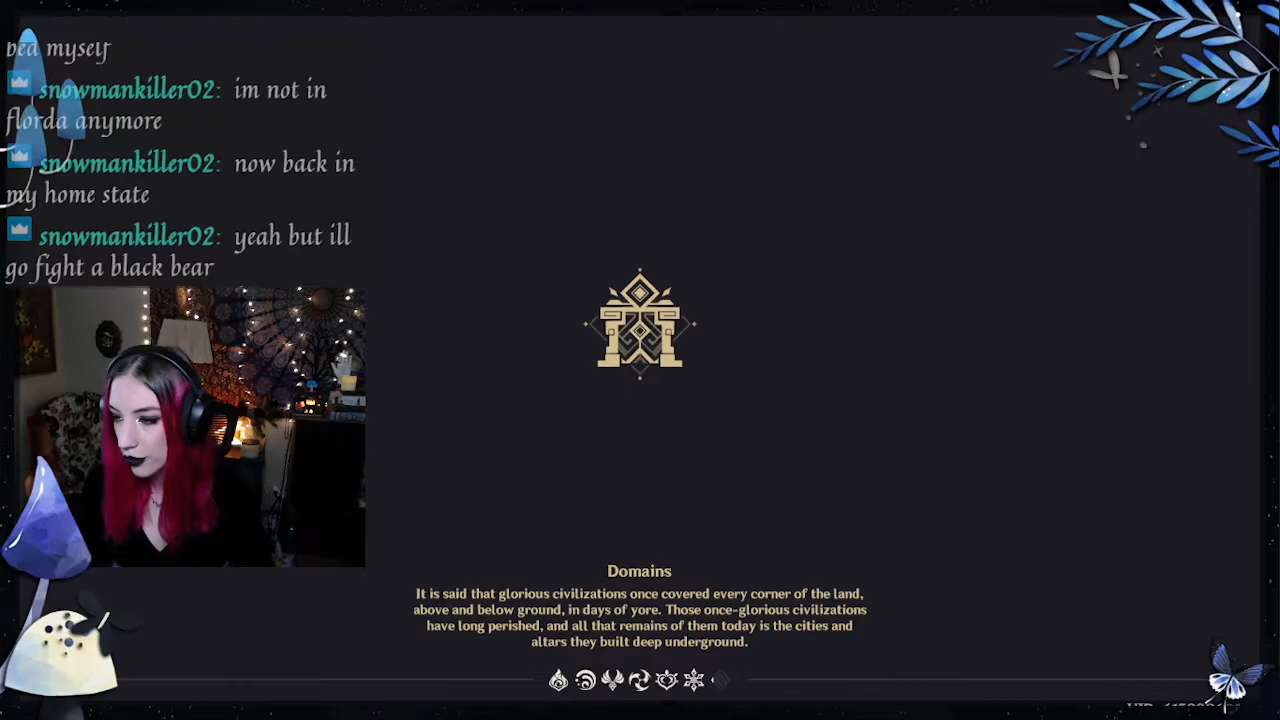 bed myself
snowmankiller02: im not in
florda anymore
snowmankiller02: now back in
my home state
snowmankiller02: yeah but ill
go fight a black bear
Domains
It is said that glorious civilizations once covered every corner of the land,
above and below ground, in days of yore. Those once-glorious civilizations
have long perished, and all that remains of them today is the cities and
altars they built deep underground.